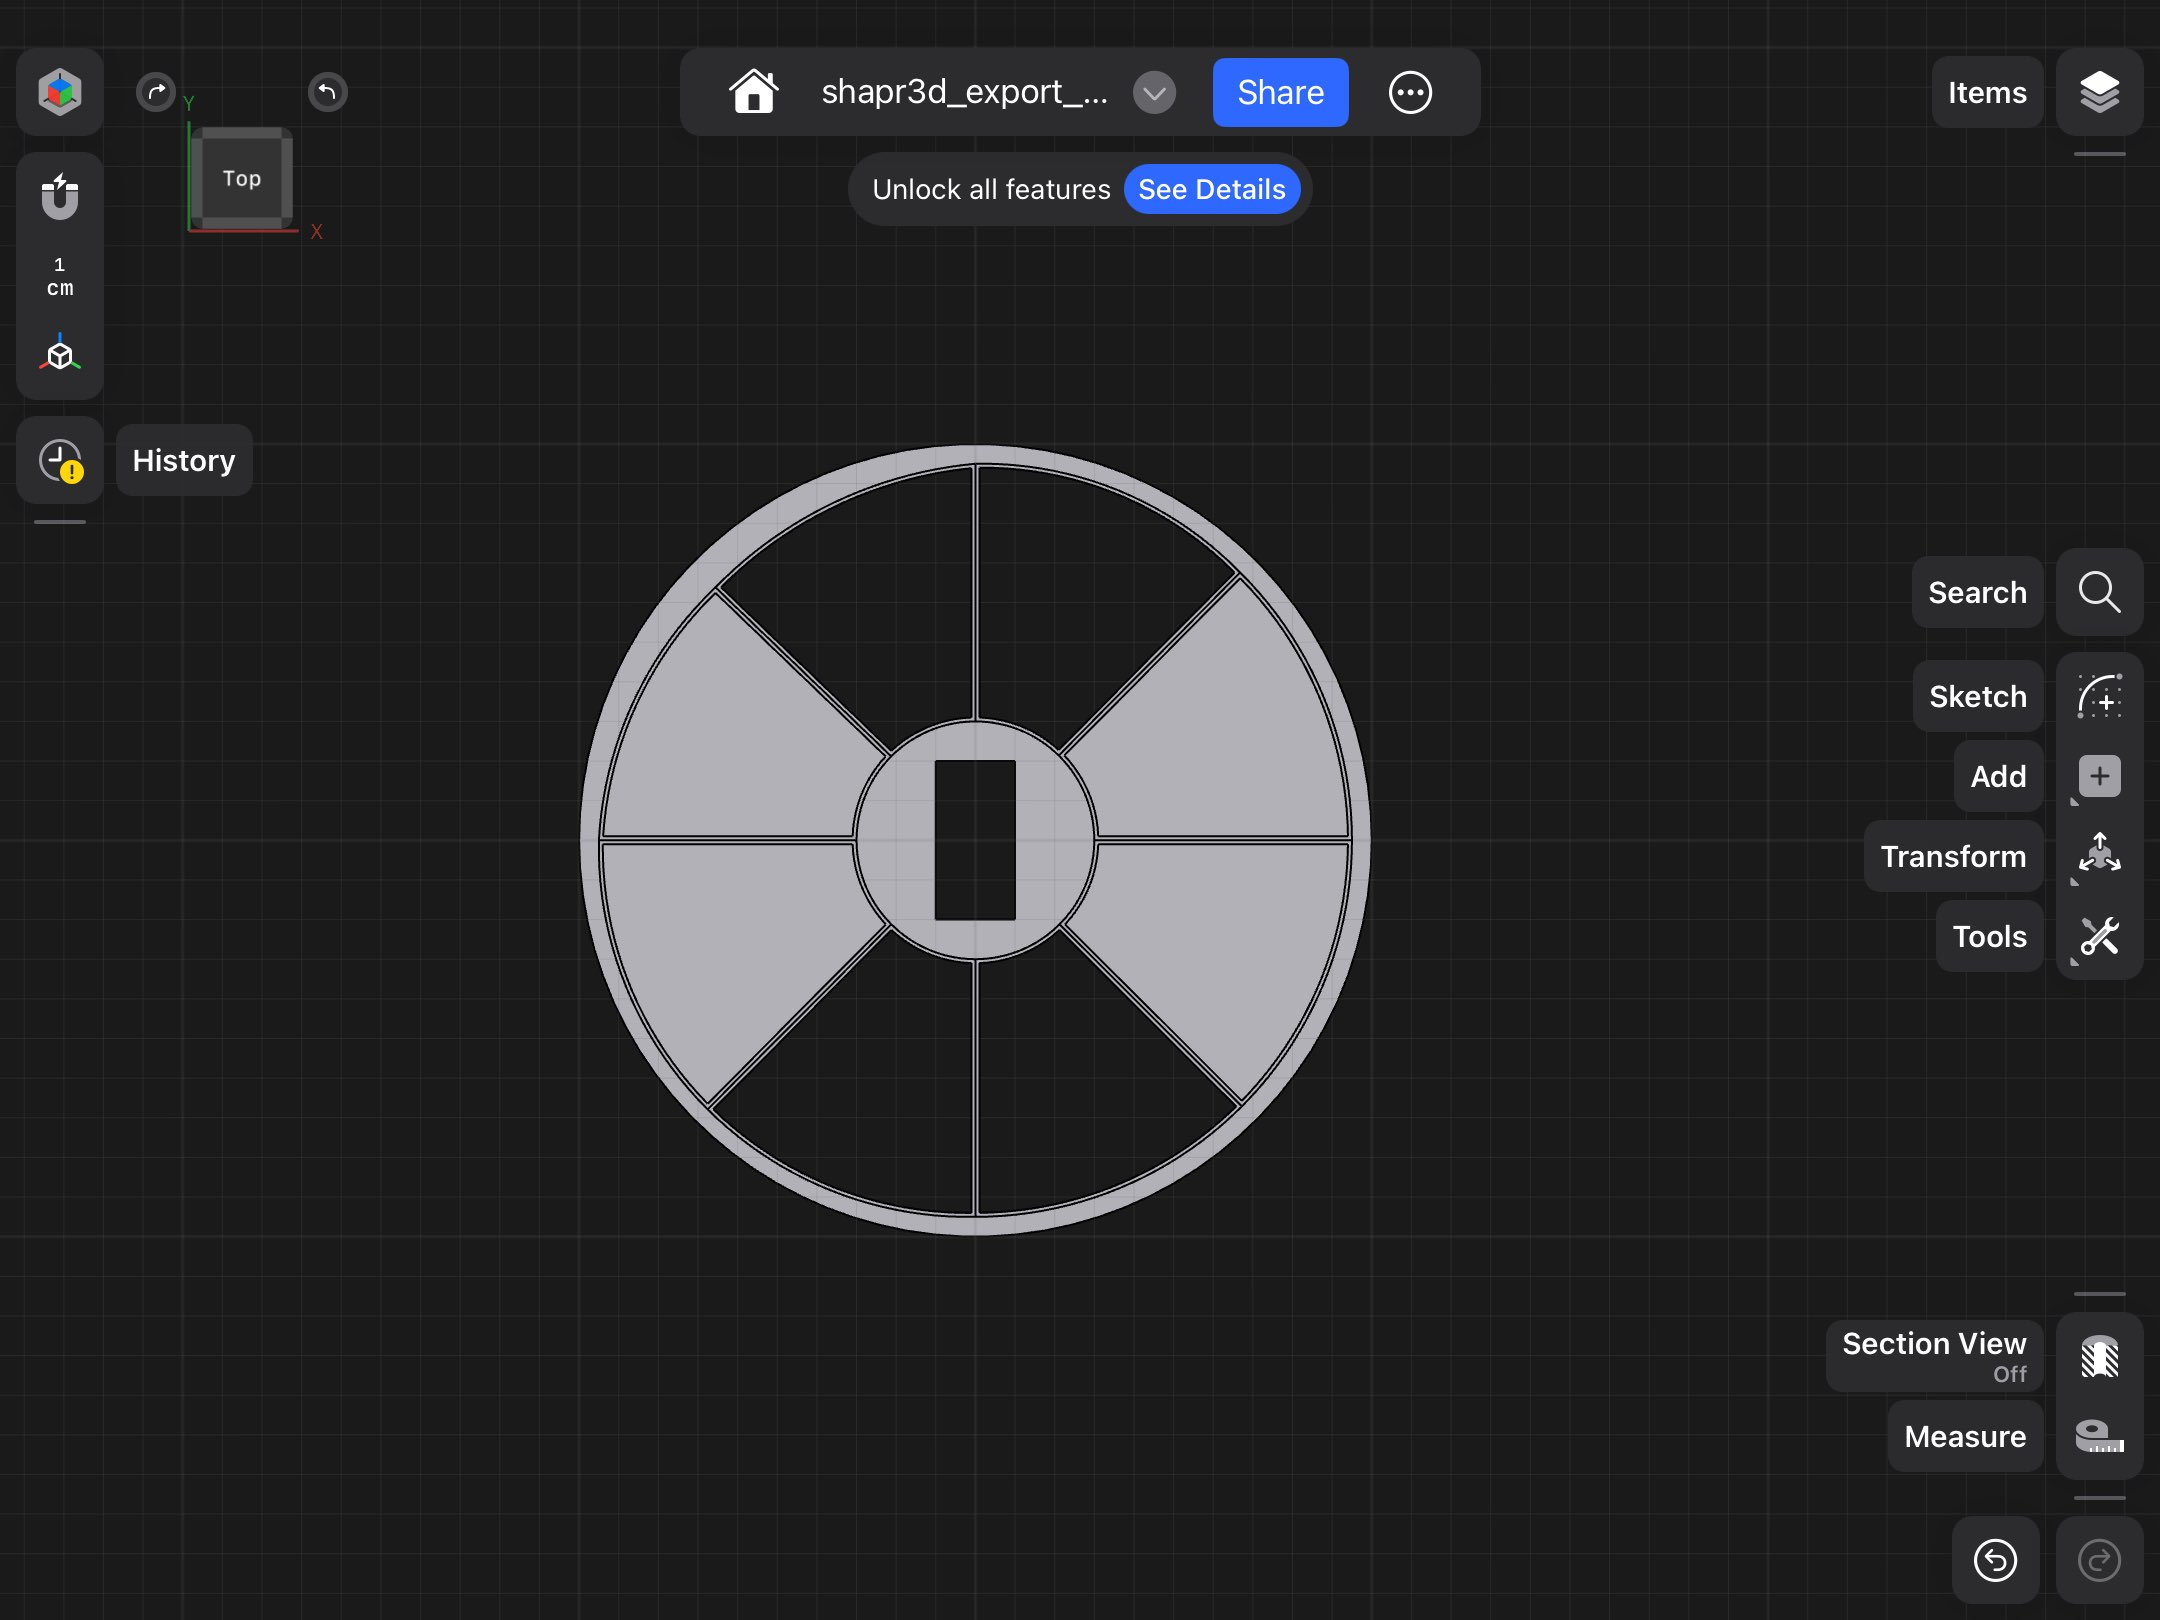 shapr3d_export_...
Share
Items
Y
Top
X
Unlock all features
See Details
1
cm
History
Search
Sketch
Add
Transform
Tools
Section View
Off
Measure